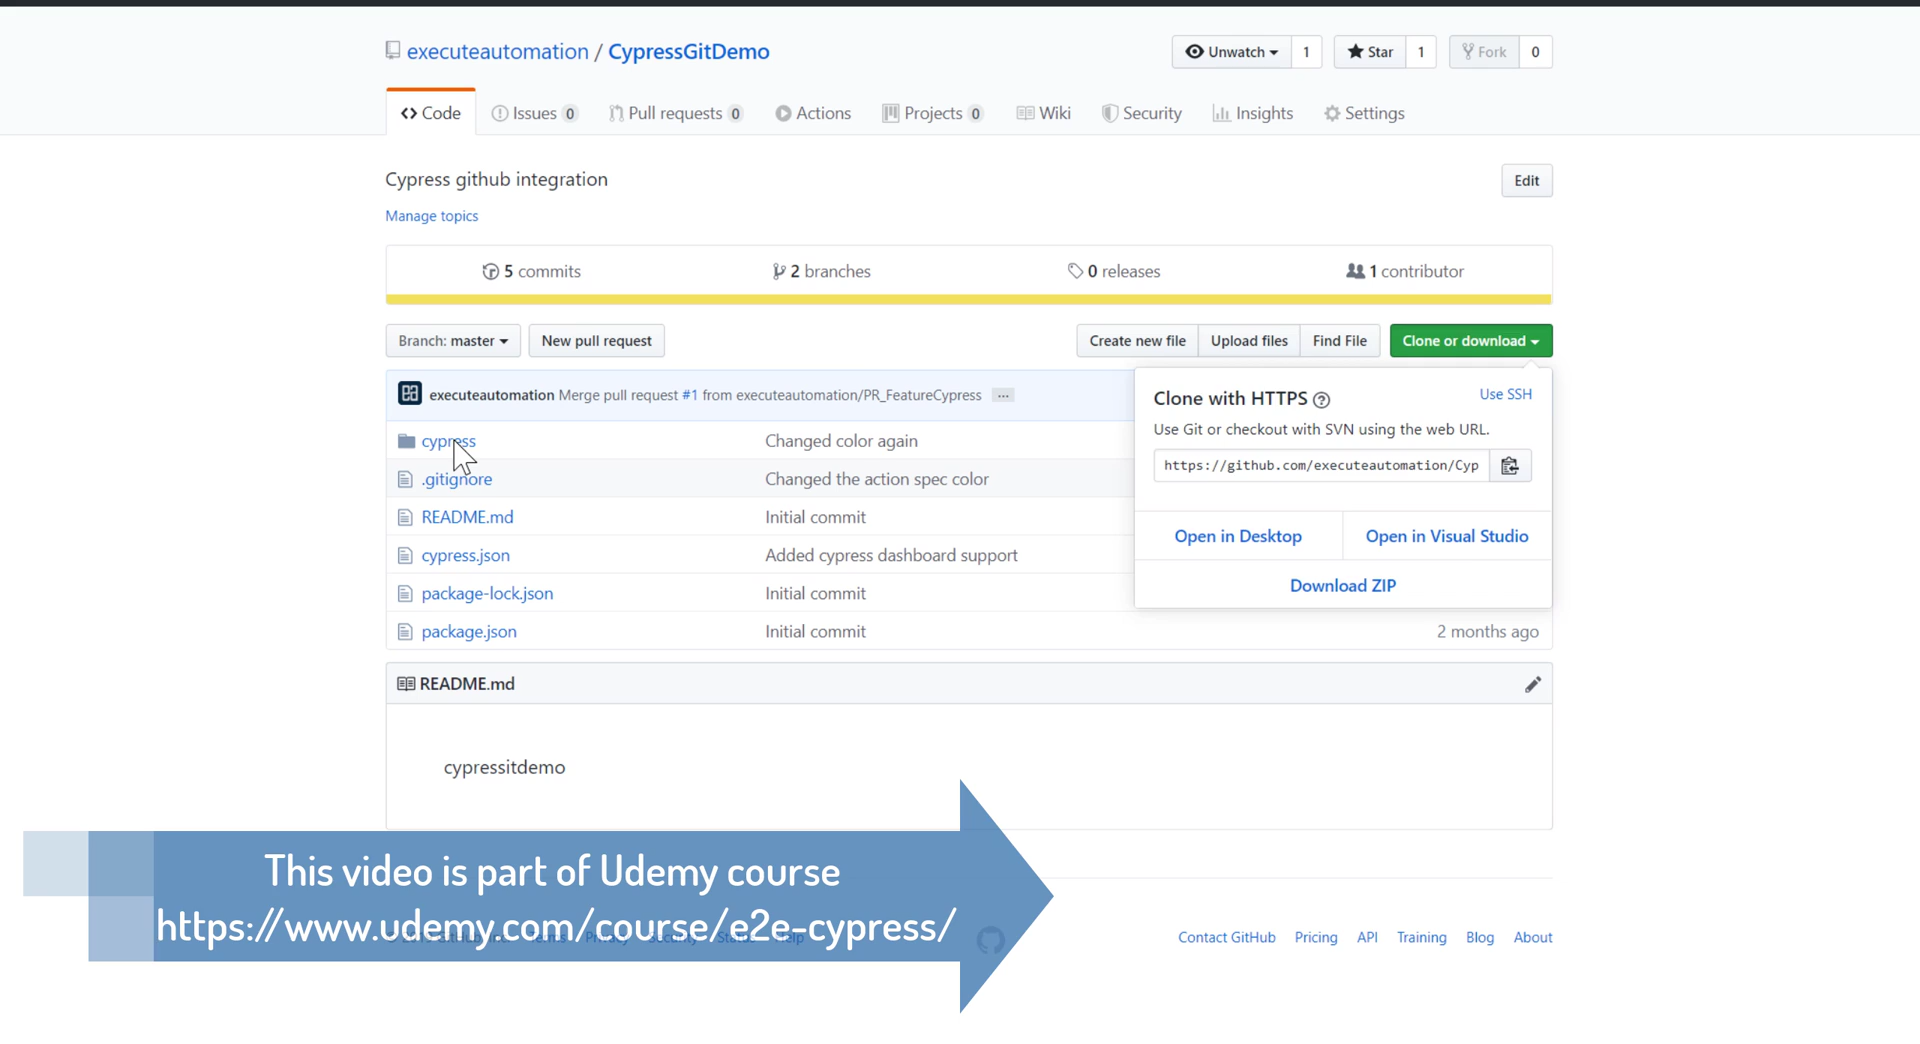 executeautomation / CypressGitDemo
Unwatch 1
Star 1
Fork 0
Code
Issues 0
Pull requests 0
Actions
Projects 0
Wiki
Security
Insights
Settings
Cypress github integration
Edit
Manage topics
5 commits
2 branches
0 releases
1 contributor
Branch: master
New pull request
Create new file
Upload files
Find File
Clone or download
executeautomation Merge pull request #1 from executeautomation/PR_FeatureCypress ...
cypress Changed color again
.gitignore Changed the action spec color
README.md Initial commit
cypress.json Added cypress dashboard support
package-lock.json Initial commit
package.json Initial commit 2 months ago
Clone with HTTPS
Use SSH
Use Git or checkout with SVN using the web URL.
https://github.com/executeautomation/Cyp
Open in Desktop
Open in Visual Studio
Download ZIP
README.md
cypressitdemo
This video is part of Udemy course
https://www.udemy.com/course/e2e-cypress/
Contact GitHub Pricing API Training Blog About